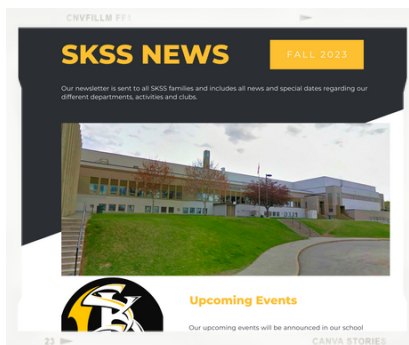 CNVFILLM FF1
SKSS NEWS
FALL 2023
Our newsletter is sent to all SKSS families and includes all news and special dates regarding our
different departments, activities and clubs.
Upcoming Events
Our upcoming events will be announced in our school
23
CANVA STORIES